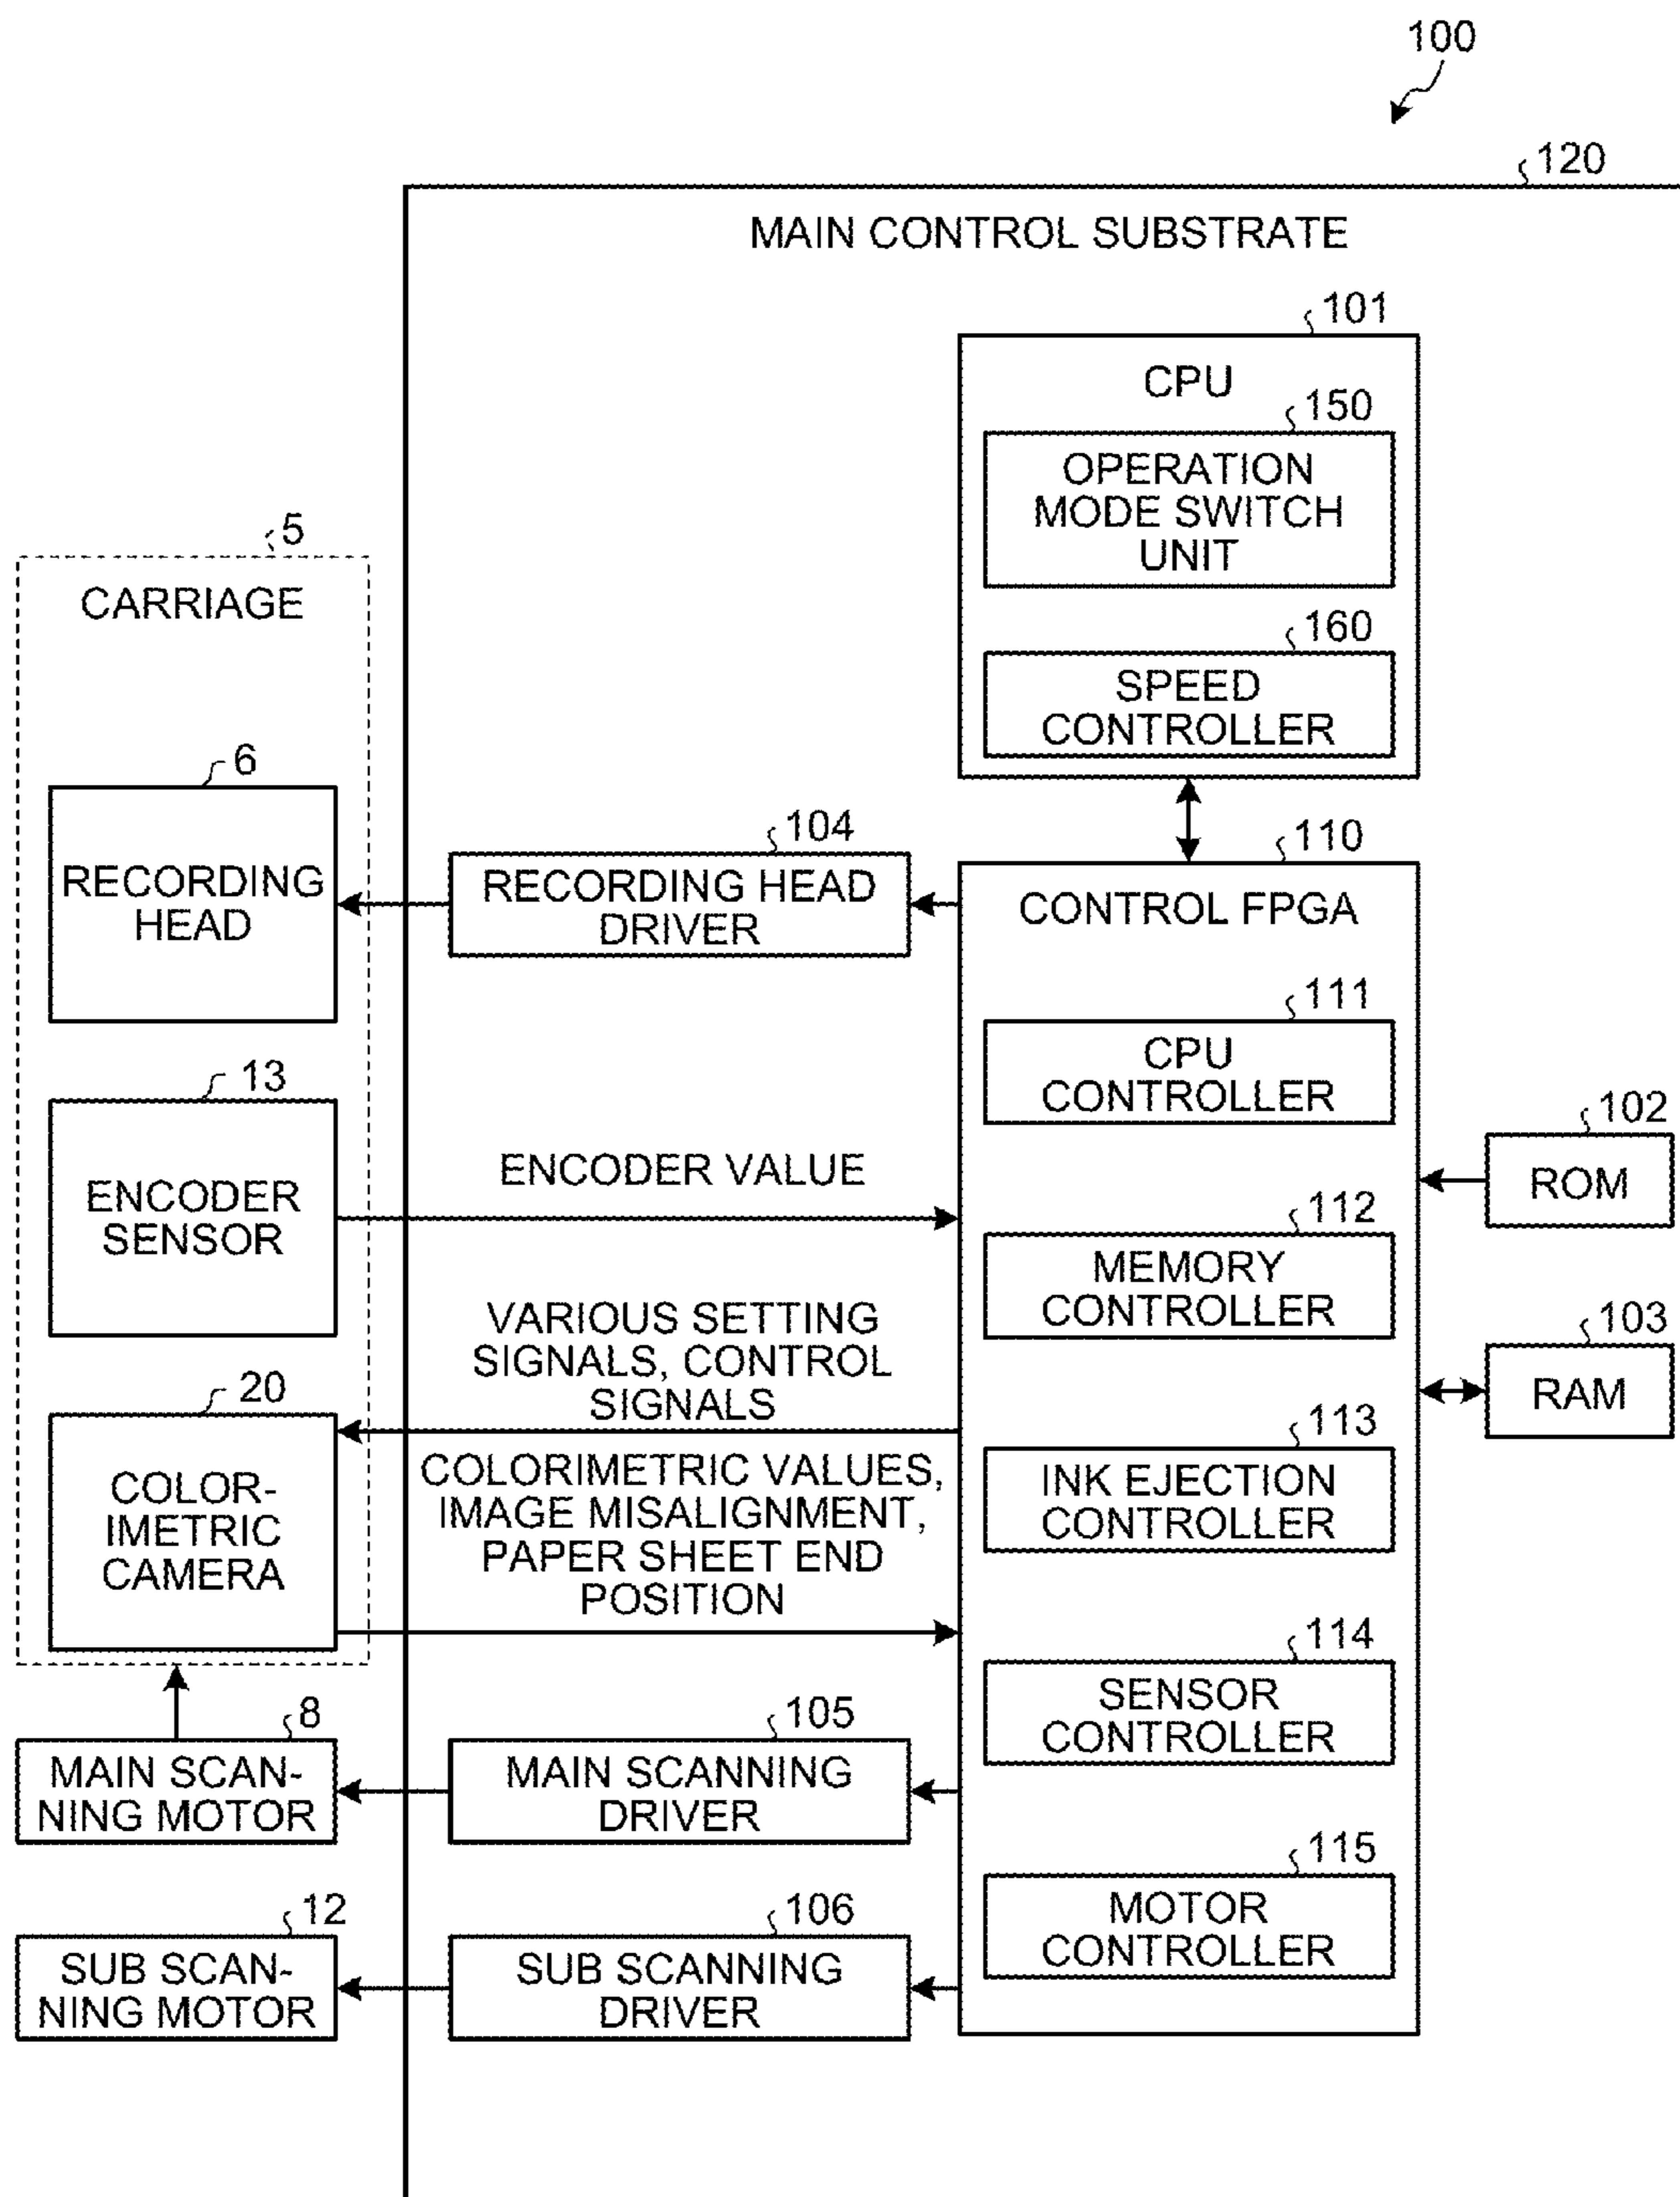 100
120
MAIN CONTROL SUBSTRATE
101
CPU
150
OPERATION
MODE SWITCH
UNIT
160
SPEED
CONTROLLER
5
CARRIAGE
6
RECORDING
HEAD
104
RECORDING HEAD
DRIVER
110
CONTROL FPGA
111
CPU
CONTROLLER
13
ENCODER
SENSOR
ENCODER VALUE
102
ROM
112
MEMORY
CONTROLLER
103
RAM
VARIOUS SETTING
SIGNALS, CONTROL
SIGNALS
20
COLOR-
IMETRIC
CAMERA
COLORIMETRIC VALUES,
IMAGE MISALIGNMENT,
PAPER SHEET END
POSITION
113
INK EJECTION
CONTROLLER
114
SENSOR
CONTROLLER
8
MAIN SCAN-
NING MOTOR
105
MAIN SCANNING
DRIVER
115
MOTOR
CONTROLLER
12
SUB SCAN-
NING MOTOR
106
SUB SCANNING
DRIVER